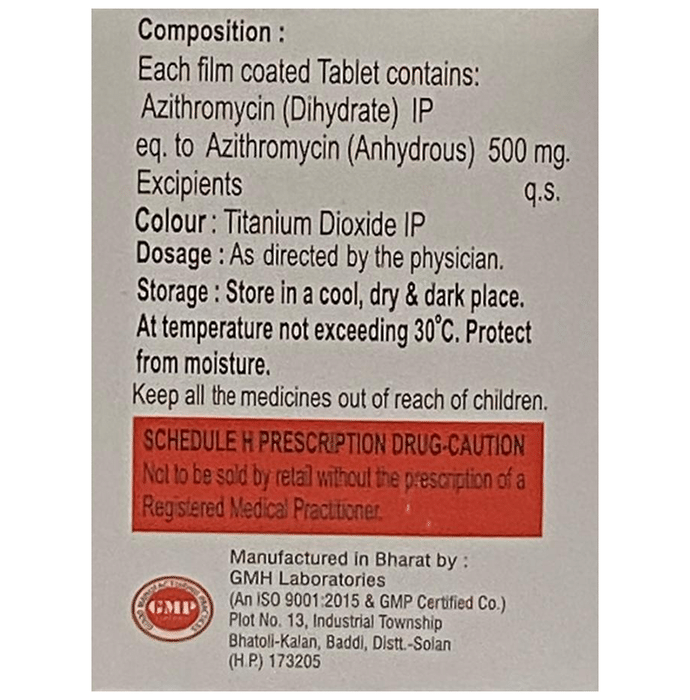 Composition :
Each film coated Tablet contains:
Azithromycin (Dihydrate) IP
eq. to Azithromycin (Anhydrous) 500 mg.
Excipients q.s.
Colour : Titanium Dioxide IP
Dosage : As directed by the physician.
Storage : Store in a cool, dry & dark place.
At temperature not exceeding 30°C. Protect
from moisture.
Keep all the medicines out of reach of children.
SCHEDULE H PRESCRIPTION DRUG-CAUTION
Not to be sold by retail without the prescription of a
Registered Medical Practitioner.
Manufactured in Bharat by :
GMH Laboratories
(An ISO 9001:2015 & GMP Certified Co.)
Plot No. 13, Industrial Township
Bhatoli-Kalan, Baddi, Distt.-Solan
(H.P.) 173205
GMP